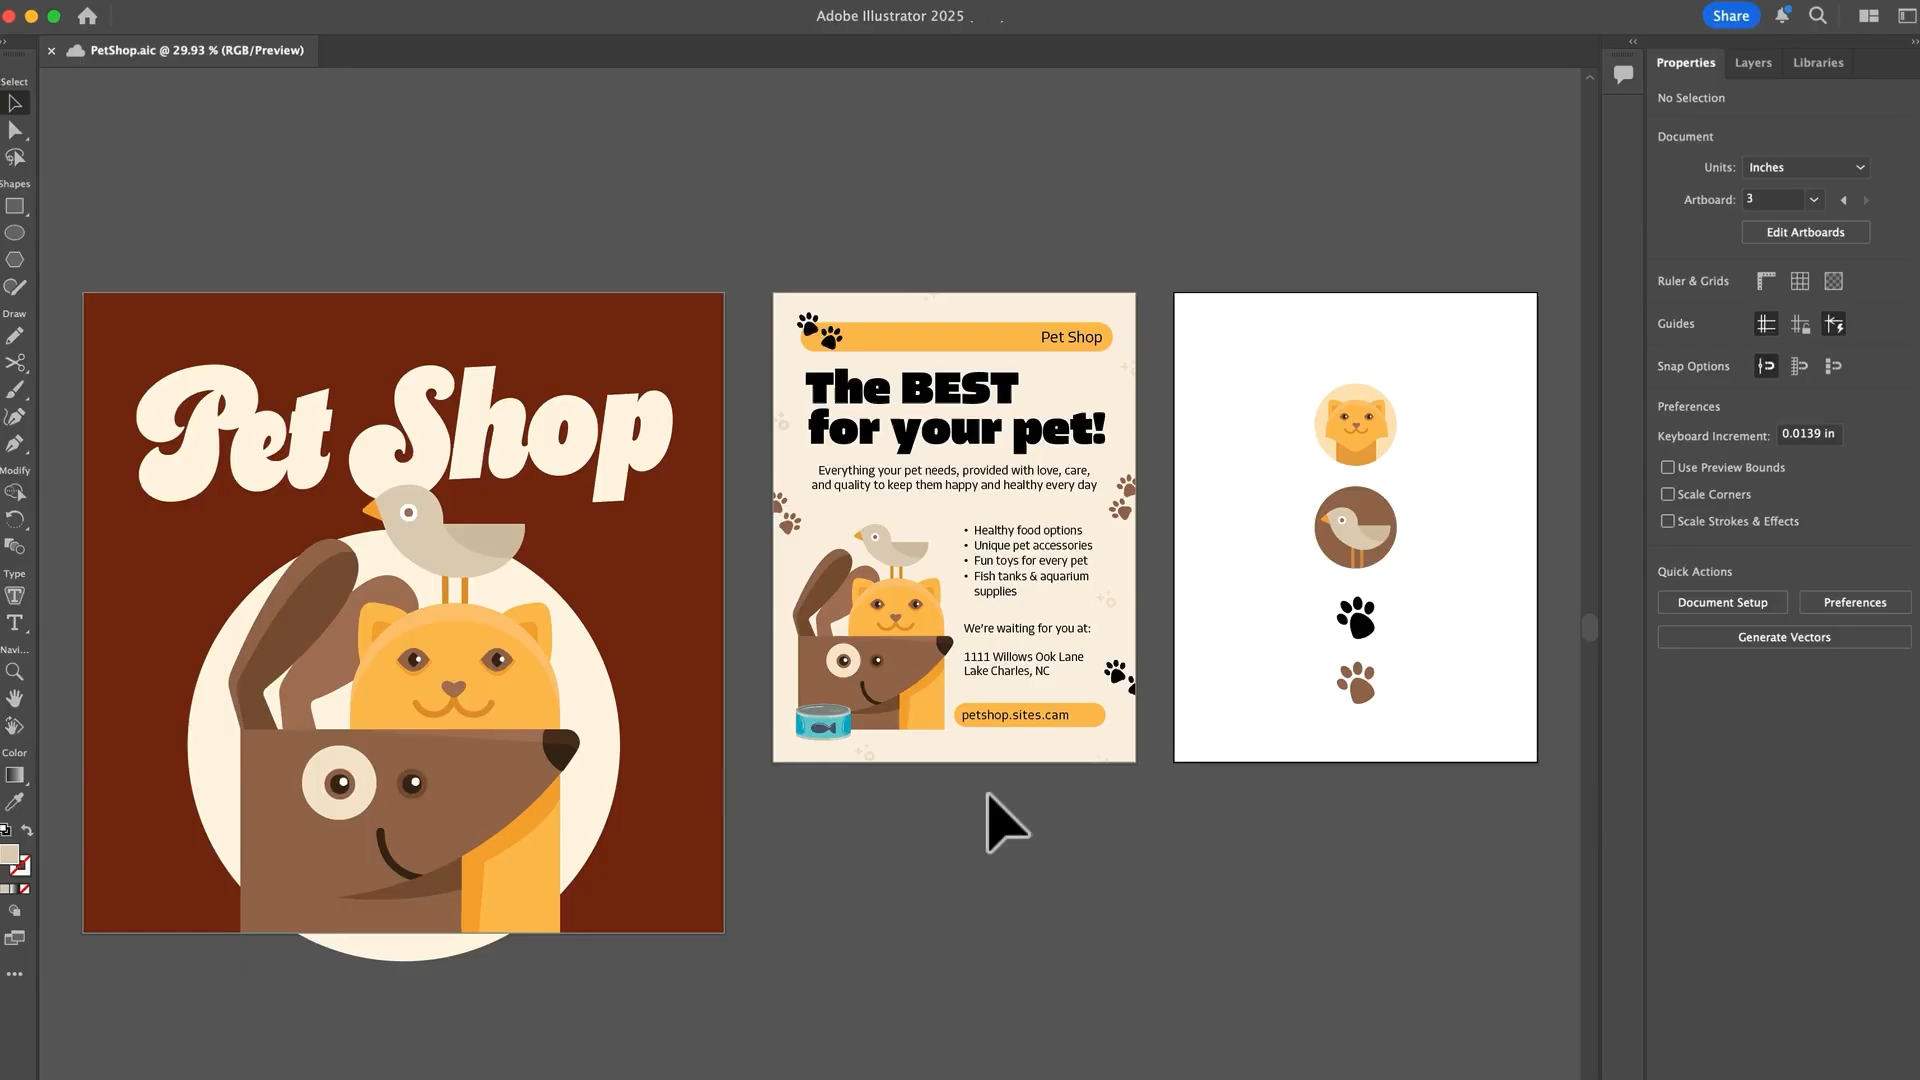 Adobe Illustrator 2025
Share
PetShop.aic @ 29.93 % (RGB/Preview)
Select
Shapes
Draw
Modify
Type
Navi...
Color
Pet Shop
Pet Shop
The BEST
for your pet!
Everything your pet needs, provided with love, care,
and quality to keep them happy and healthy every day
• Healthy food options
• Unique pet accessories
• Fun toys for every pet
• Fish tanks & aquarium
supplies
We're waiting for you at:
1111 Willows Ook Lane
Lake Charles, NC
petshop.sites.cam
Properties
Layers
Libraries
No Selection
Document
Units: Inches
Artboard: 3
Edit Artboards
Ruler & Grids
Guides
Snap Options
Preferences
Keyboard Increment: 0.0139 in
Use Preview Bounds
Scale Corners
Scale Strokes & Effects
Quick Actions
Document Setup
Preferences
Generate Vectors